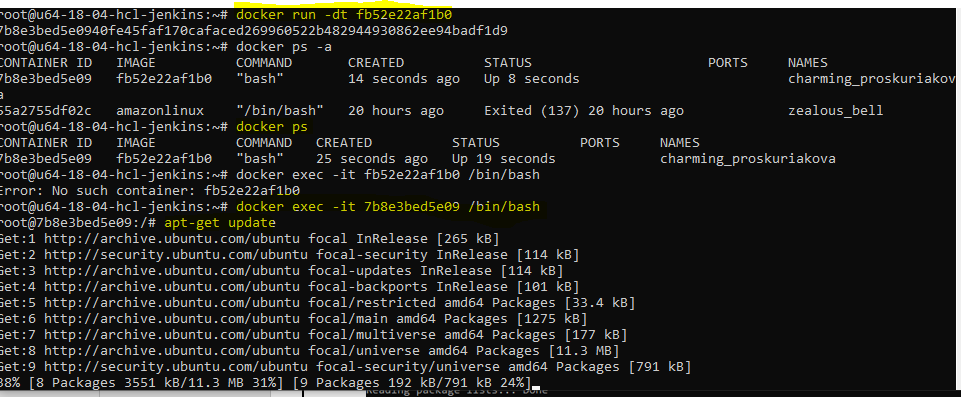 root@u64-18-04-hcl-jenkins:~# docker run -dt fb52e22af1b0
7b8e3bed5e0940fe45faf170cafaced269960522b482944930862ee94badf1d9
root@u64-18-04-hcl-jenkins:~# docker ps -a
CONTAINER ID   IMAGE          COMMAND       CREATED          STATUS                      PORTS     NAMES
7b8e3bed5e09   fb52e22af1b0   "bash"        14 seconds ago   Up 8 seconds                          charming_proskuriakov
a
65a2755df02c   amazonlinux    "/bin/bash"   20 hours ago     Exited (137) 20 hours ago             zealous_bell
root@u64-18-04-hcl-jenkins:~# docker ps
CONTAINER ID   IMAGE          COMMAND   CREATED          STATUS          PORTS     NAMES
7b8e3bed5e09   fb52e22af1b0   "bash"    25 seconds ago   Up 19 seconds             charming_proskuriakova
root@u64-18-04-hcl-jenkins:~# docker exec -it fb52e22af1b0 /bin/bash
Error: No such container: fb52e22af1b0
root@u64-18-04-hcl-jenkins:~# docker exec -it 7b8e3bed5e09 /bin/bash
root@7b8e3bed5e09:/# apt-get update
Get:1 http://archive.ubuntu.com/ubuntu focal InRelease [265 kB]
Get:2 http://security.ubuntu.com/ubuntu focal-security InRelease [114 kB]
Get:3 http://archive.ubuntu.com/ubuntu focal-updates InRelease [114 kB]
Get:4 http://archive.ubuntu.com/ubuntu focal-backports InRelease [101 kB]
Get:5 http://archive.ubuntu.com/ubuntu focal/restricted amd64 Packages [33.4 kB]
Get:6 http://archive.ubuntu.com/ubuntu focal/main amd64 Packages [1275 kB]
Get:7 http://archive.ubuntu.com/ubuntu focal/multiverse amd64 Packages [177 kB]
Get:8 http://archive.ubuntu.com/ubuntu focal/universe amd64 Packages [11.3 MB]
Get:9 http://security.ubuntu.com/ubuntu focal-security/universe amd64 Packages [791 kB]
38% [8 Packages 3551 kB/11.3 MB 31%] [9 Packages 192 kB/791 kB 24%]
Reading package lists... Done